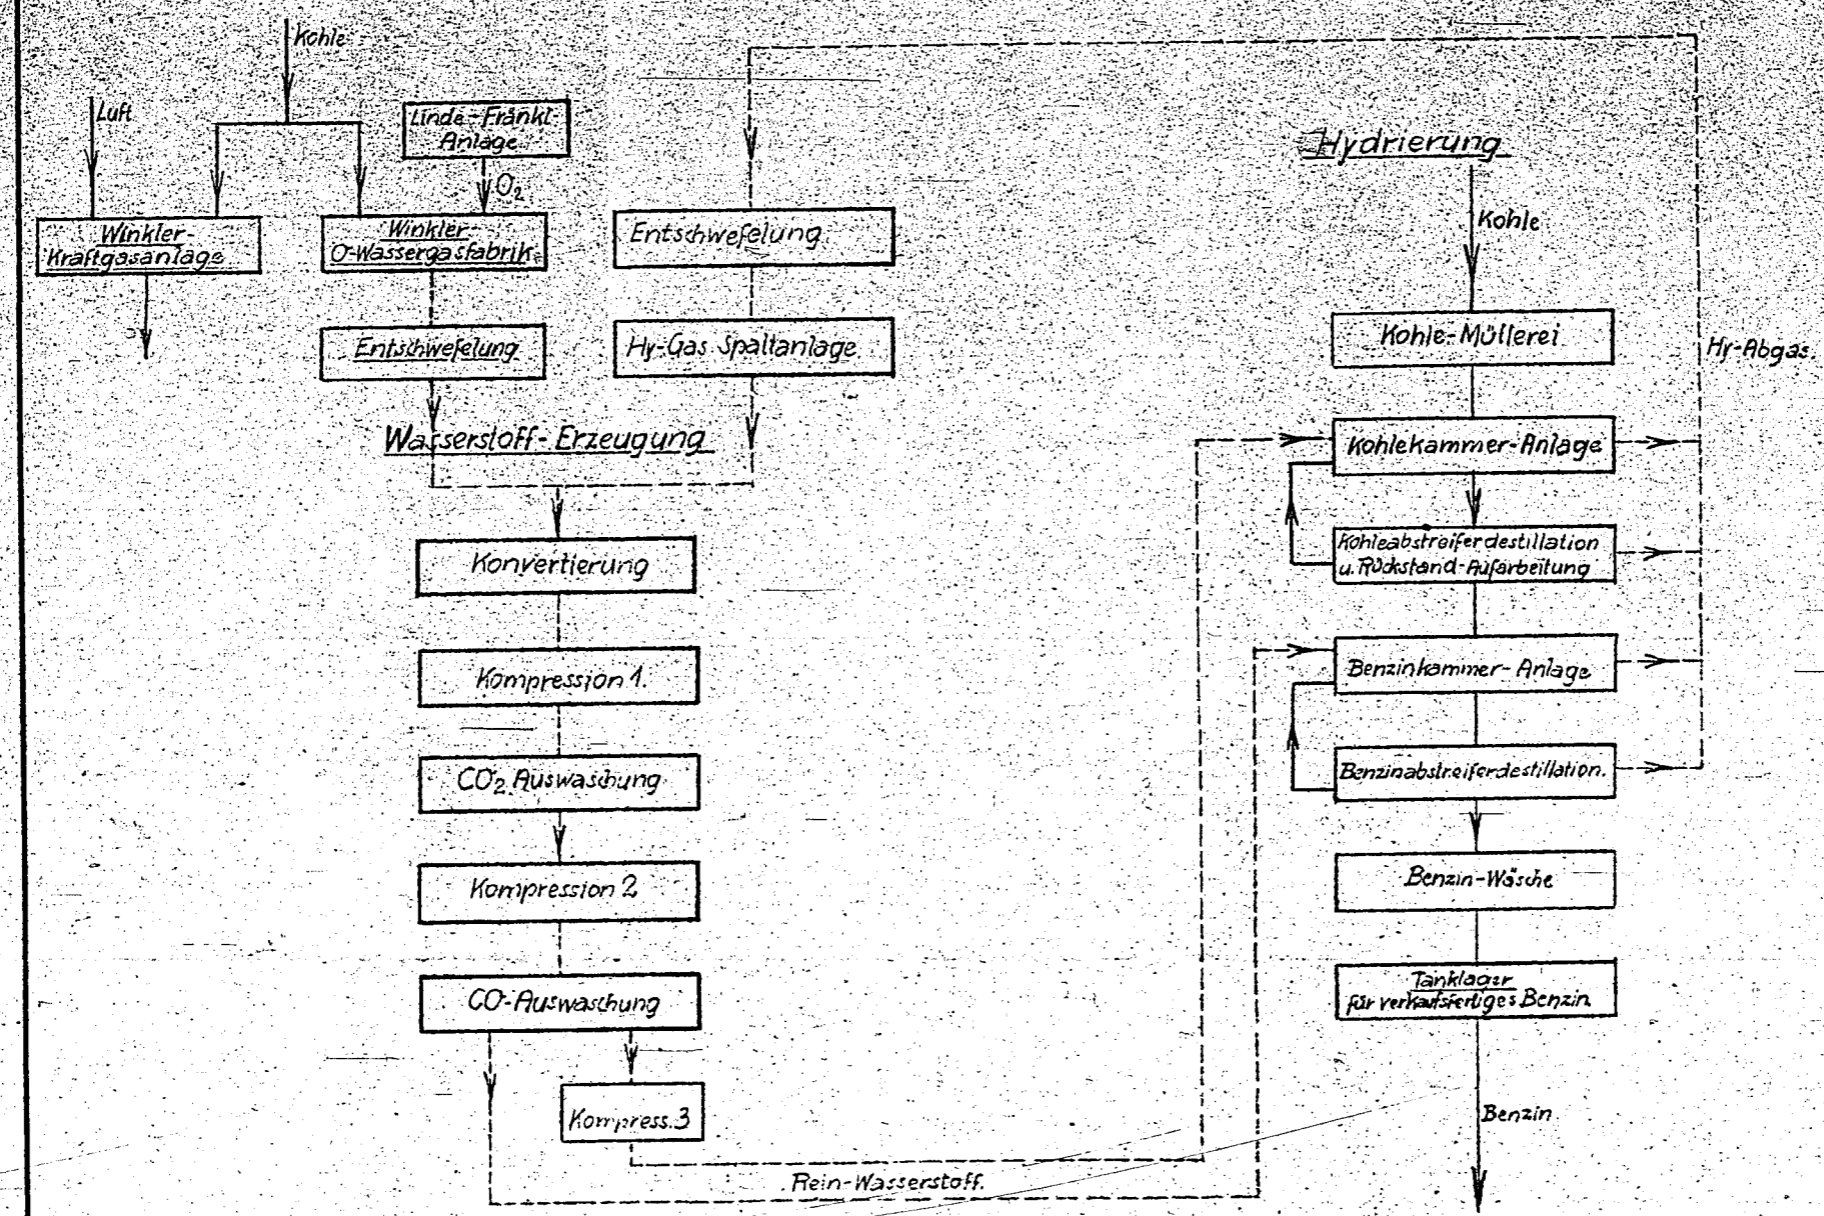 Kohle
Luft
Linde-Fränkl
Anlage
O₂
Winkler-
Kraftgasanlage
Winkler-
O-Wassergasfabrik.
Entschwefelung
Entschwefelung
Hy-Gas Spaltanlage
Wasserstoff-Erzeugung
Konvertierung
Kompression 1.
CO₂ Auswaschung
Kompression 2
CO-Auswaschung
Kompress. 3
Rein-Wasserstoff.
Hydrierung
Kohle
Kohle-Müllerei
Hy-Abgas.
Kohlekammer-Anlage
Kohleabstreiferdestillation
u. Rückstand-Aufarbeitung
Benzinkammer-Anlage
Benzinabstreiferdestillation.
Benzin-Wäsche
Tanklager
für verkaufsfertiges Benzin.
Benzin